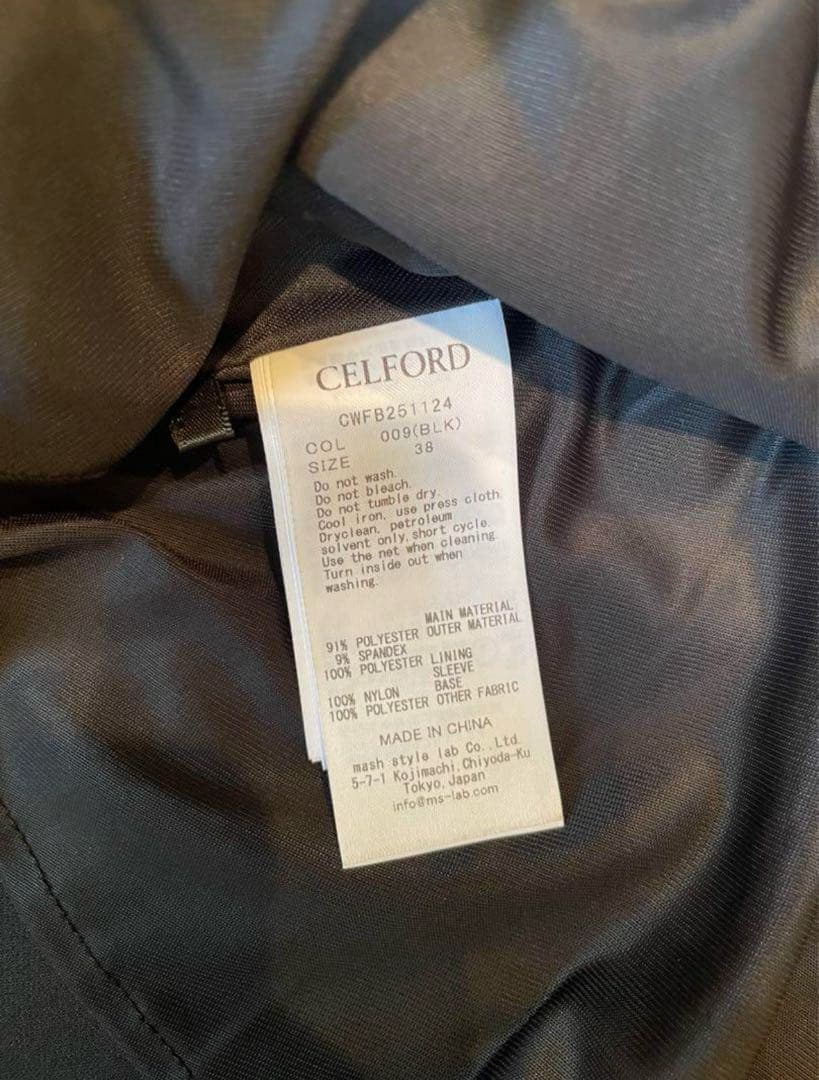 CELFORD
CWFB251124
COL 009(BLK)
SIZE 38
Do not wash.
Do not bleach.
Do not tumble dry.
Cool iron, use press cloth.
Dryclean, petroleum
solvent only, short cycle.
Use the net when cleaning.
Turn inside out when
washing.
MAIN MATERIAL
91% POLYESTER OUTER MATERIAL
9% SPANDEX
100% POLYESTER LINING
SLEEVE
100% NYLON BASE
100% POLYESTER OTHER FABRIC
MADE IN CHINA
mash style lab Co., Ltd.
5-7-1 Kojimachi, Chiyoda-Ku
Tokyo, Japan
info@ms-lab.com